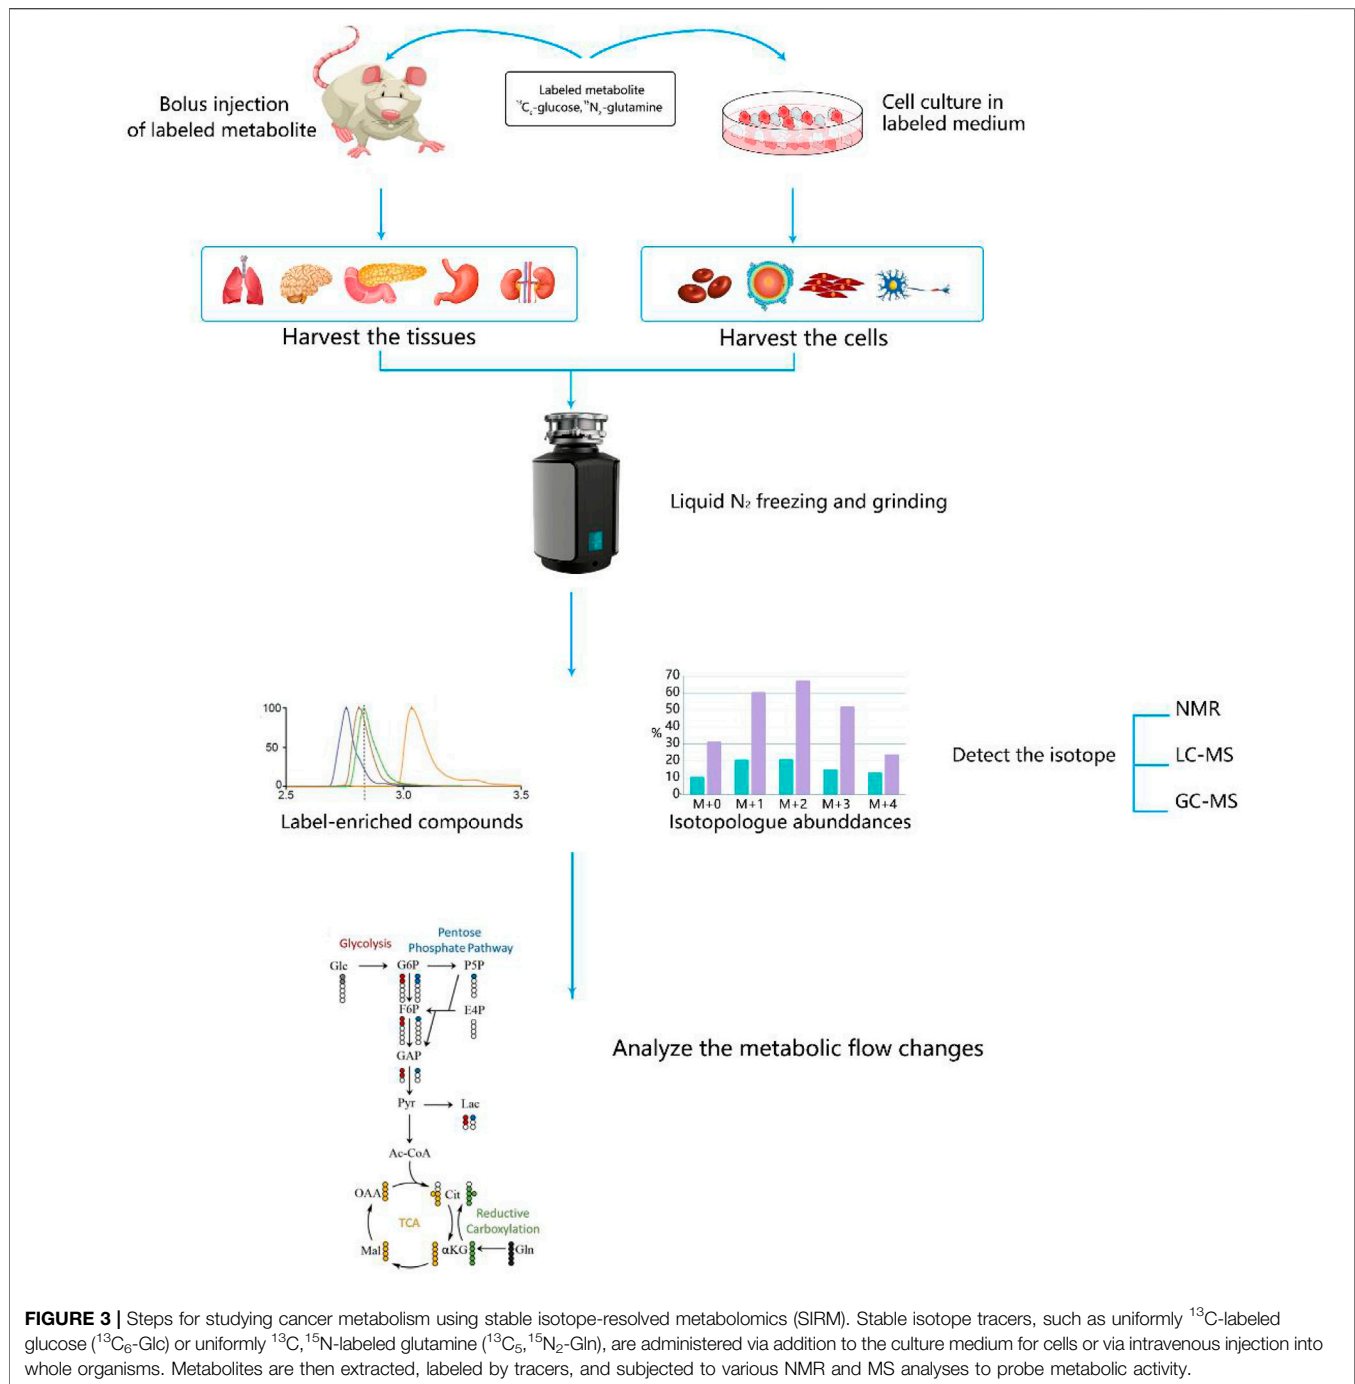 Bolus injection
of labeled metabolite
Labeled metabolite
¹³C₆-glucose,¹⁵N₂-glutamine
Cell culture in
labeled medium
Harvest the tissues
Harvest the cells
Liquid N₂ freezing and grinding
100
50
0
2.5
3.0
3.5
Label-enriched compounds
%
70
60
50
40
30
20
10
0
M+0
M+1
M+2
M+3
M+4
Isotopologue abunddances
Detect the isotope
NMR
LC-MS
GC-MS
Glycolysis
Pentose
Phosphate Pathway
Glc
G6P
P5P
F6P
E4P
GAP
Pyr
Lac
Ac-CoA
OAA
Cit
TCA
Reductive
Carboxylation
Mal
αKG
Gln
Analyze the metabolic flow changes
FIGURE 3 | Steps for studying cancer metabolism using stable isotope-resolved metabolomics (SIRM). Stable isotope tracers, such as uniformly ¹³C-labeled
glucose (¹³C₆-Glc) or uniformly ¹³C,¹⁵N-labeled glutamine (¹³C₅,¹⁵N₂-Gln), are administered via addition to the culture medium for cells or via intravenous injection into
whole organisms. Metabolites are then extracted, labeled by tracers, and subjected to various NMR and MS analyses to probe metabolic activity.